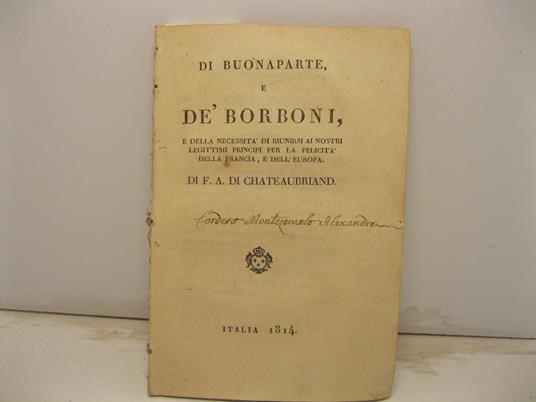 DI BUONAPARTE,
E
DE' BORBONI,
E DELLA NECESSITA' DI RIUNIRSI AI NOSTRI
LEGITTIMI PRINCIPI PER LA FELICITA'
DELLA FRANCIA, E DELL'EUROPA.
DI F. A. DI CHATEAUBRIAND.
Cordero Montezemolo Alexandre
ITALIA 1814.